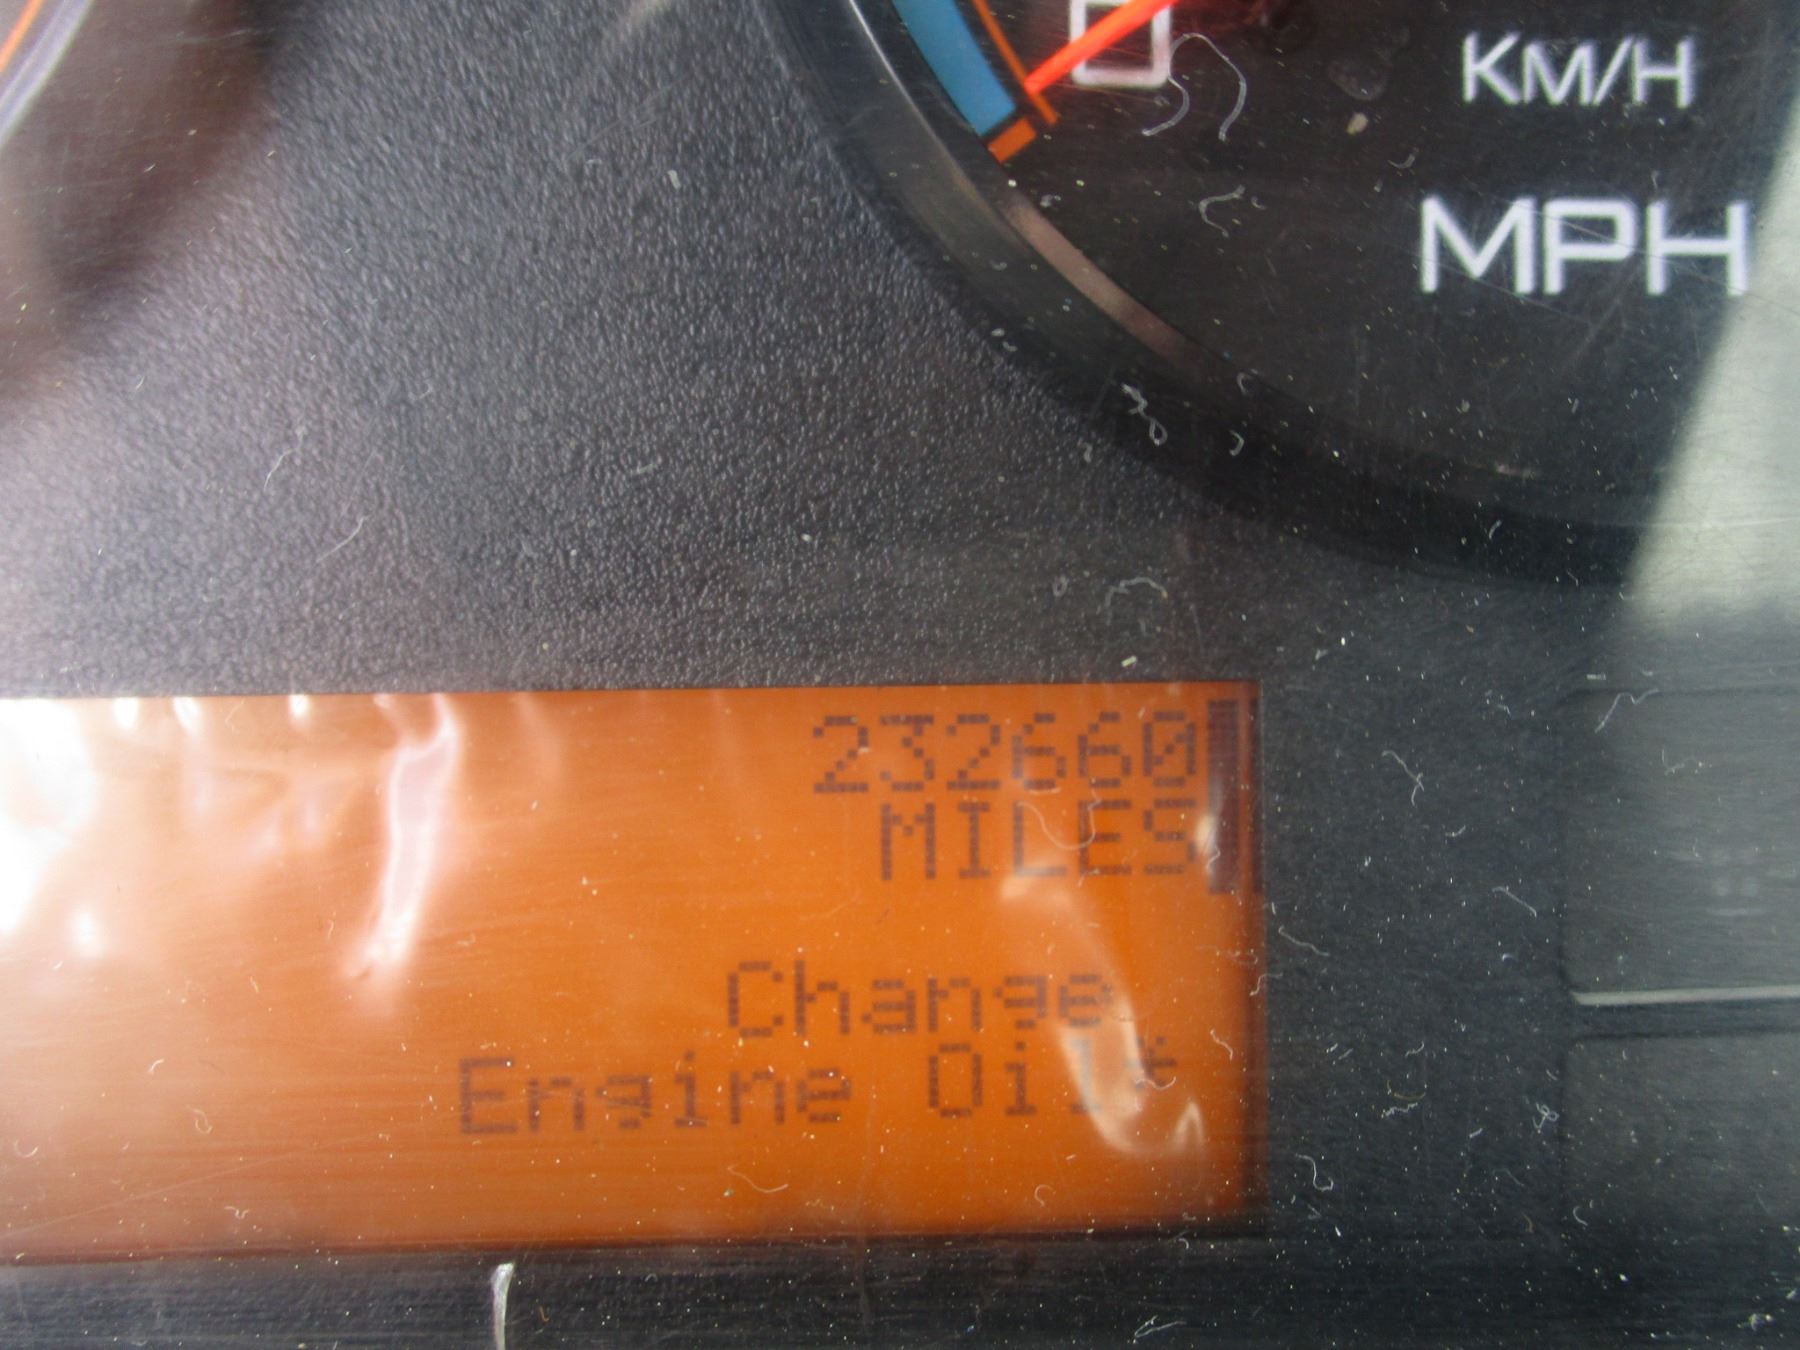 KM/H
MPH
232660
MILES
Change
Engine Oil*